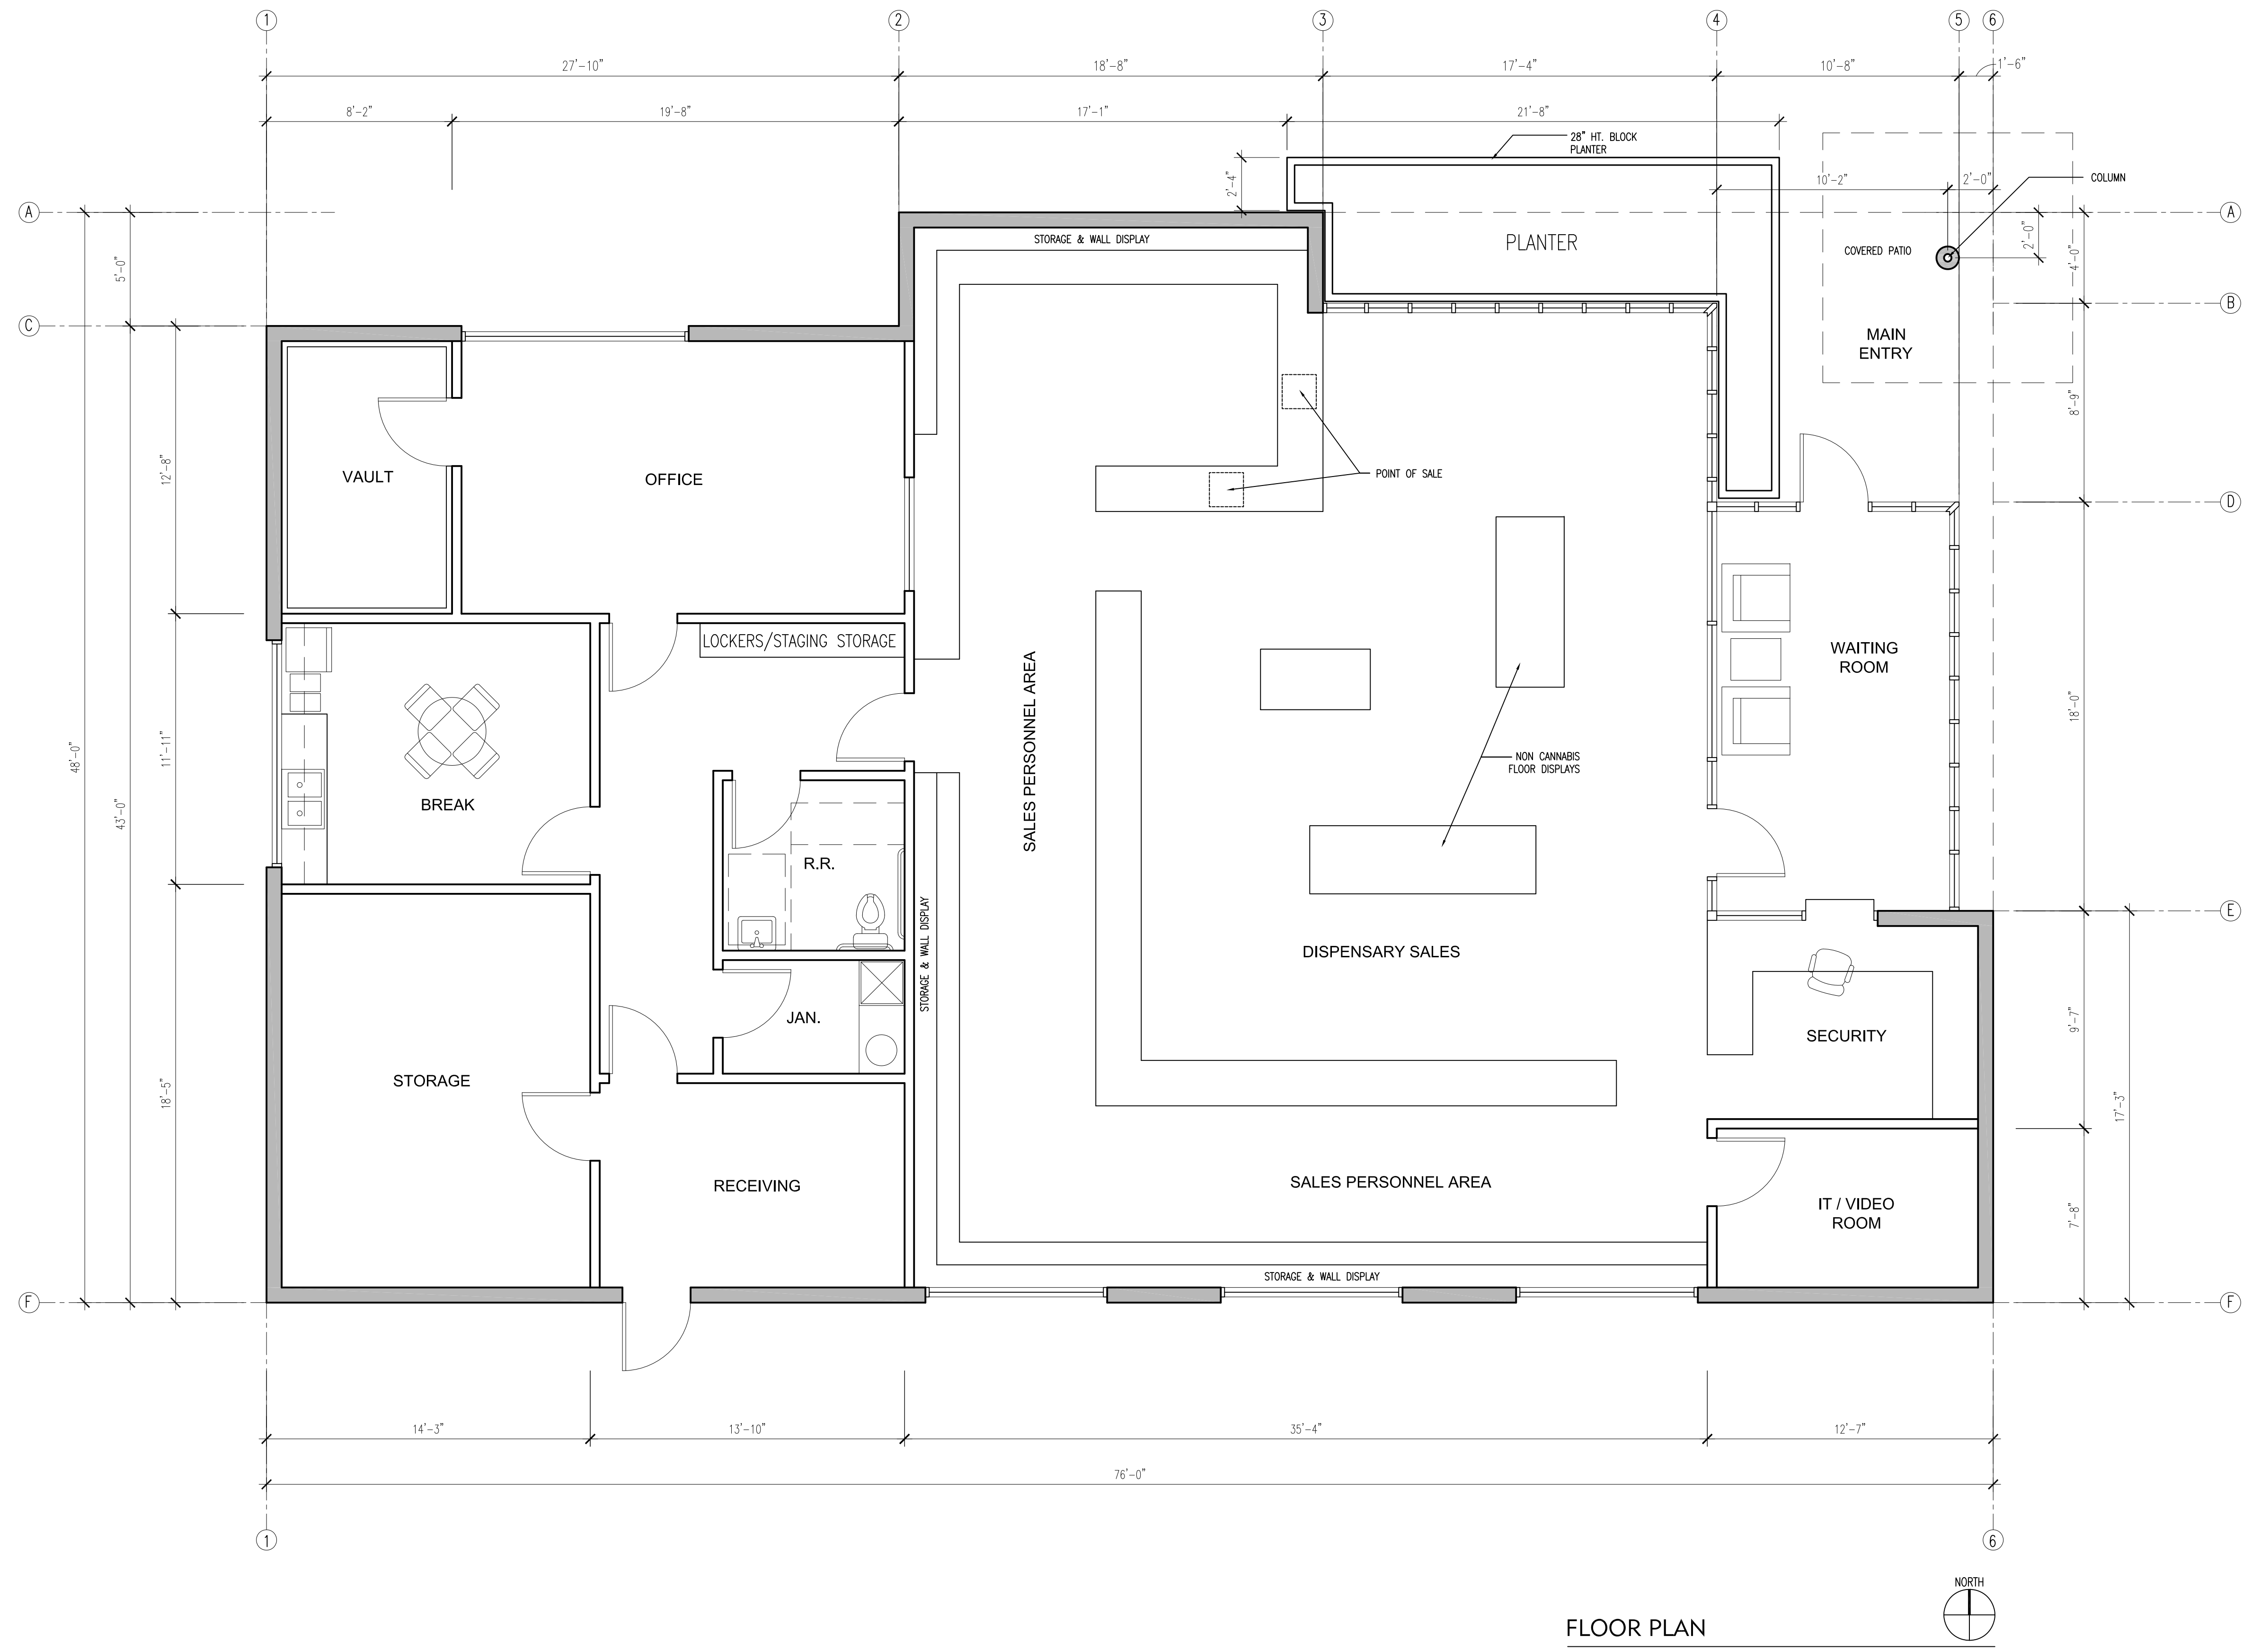 1 2 3 4 5 6
27'-10" 18'-8" 17'-4" 10'-8" 1'-6"
8'-2" 19'-8" 17'-1" 21'-8"
28" HT. BLOCK
PLANTER
2'-4"
10'-2" 2'-0"
COLUMN
A A
5'-0"
STORAGE & WALL DISPLAY
PLANTER
COVERED PATIO
2'-0"
4'-0"
B
C
MAIN
ENTRY
8'-9"
12'-8"
VAULT
OFFICE
POINT OF SALE
D
LOCKERS/STAGING STORAGE
SALES PERSONNEL AREA
WAITING
ROOM
18'-0"
48'-0"
43'-0"
11'-11"
NON CANNABIS
FLOOR DISPLAYS
BREAK
R.R.
E
STORAGE & WALL DISPLAY
DISPENSARY SALES
JAN.
SECURITY
9'-7"
STORAGE
18'-5"
17'-3"
RECEIVING
SALES PERSONNEL AREA
IT / VIDEO
ROOM
7'-8"
STORAGE & WALL DISPLAY
F F
14'-3" 13'-10" 35'-4" 12'-7"
76'-0"
1 6
NORTH
FLOOR PLAN